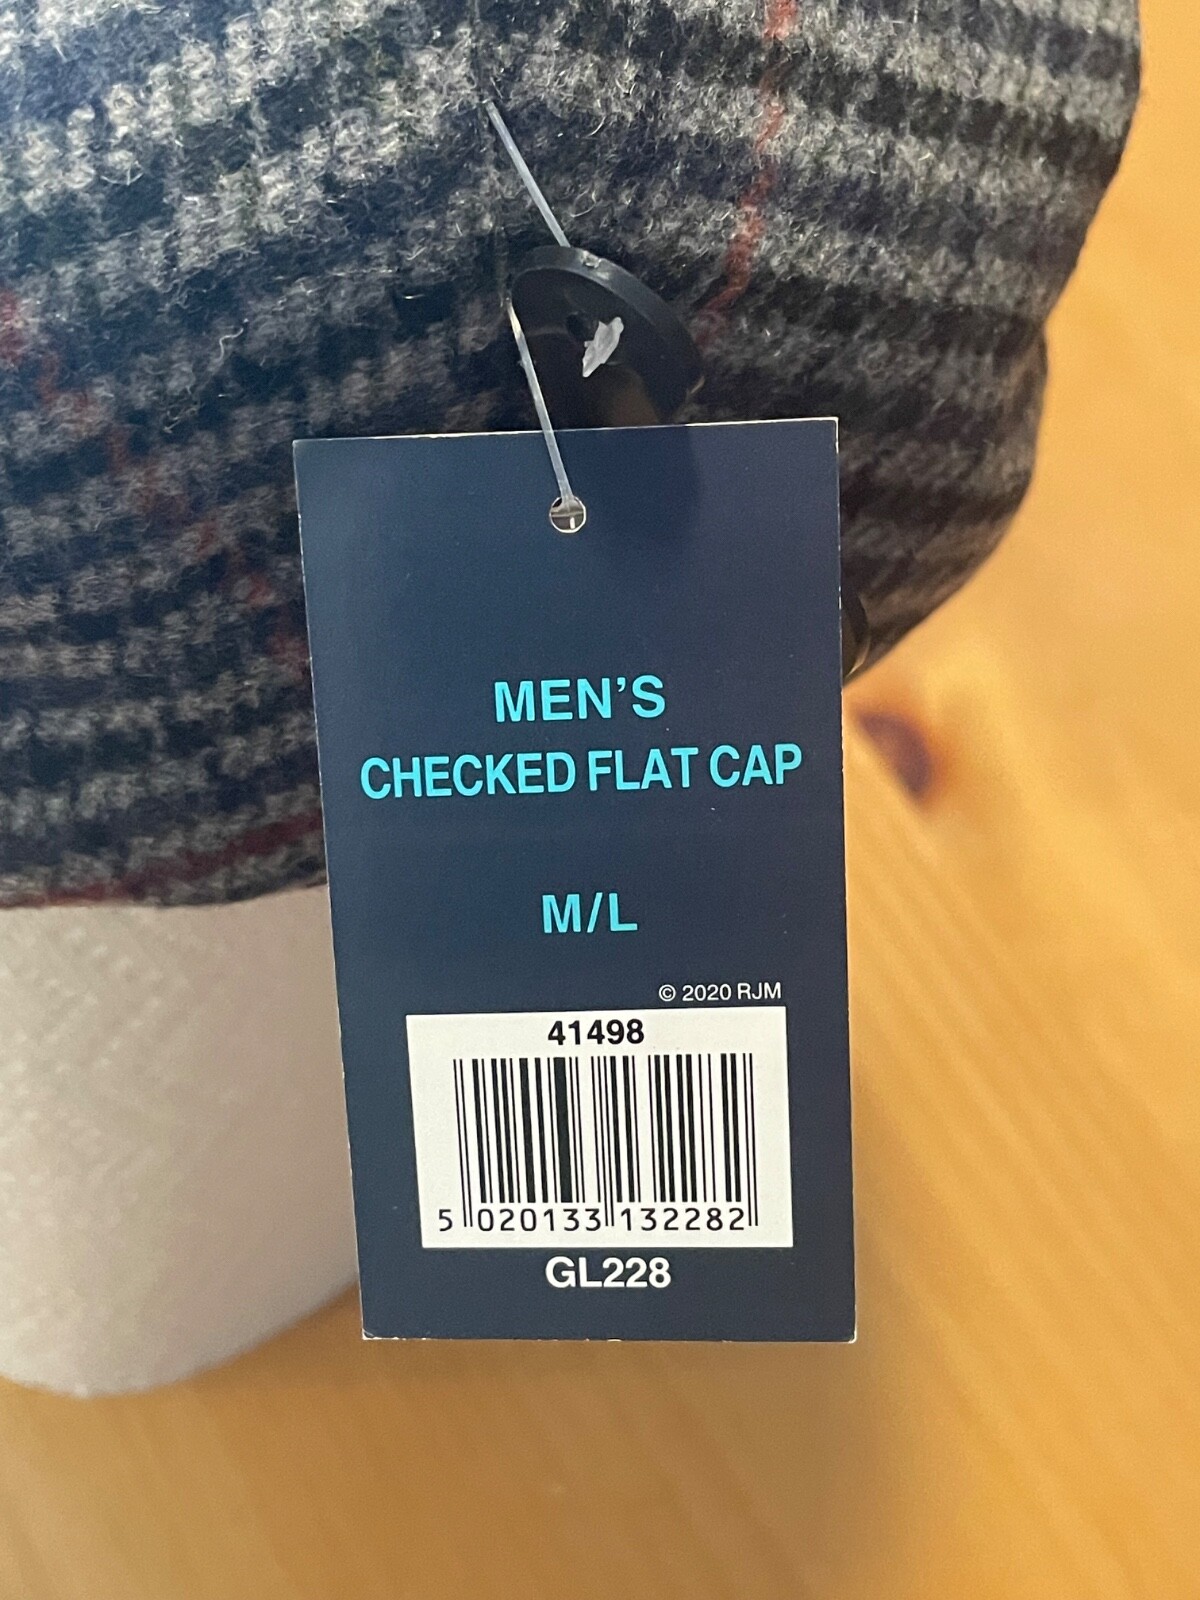 MEN'S
CHECKED FLAT CAP
M/L
© 2020 RJM
41498
5 020133 132282
GL228